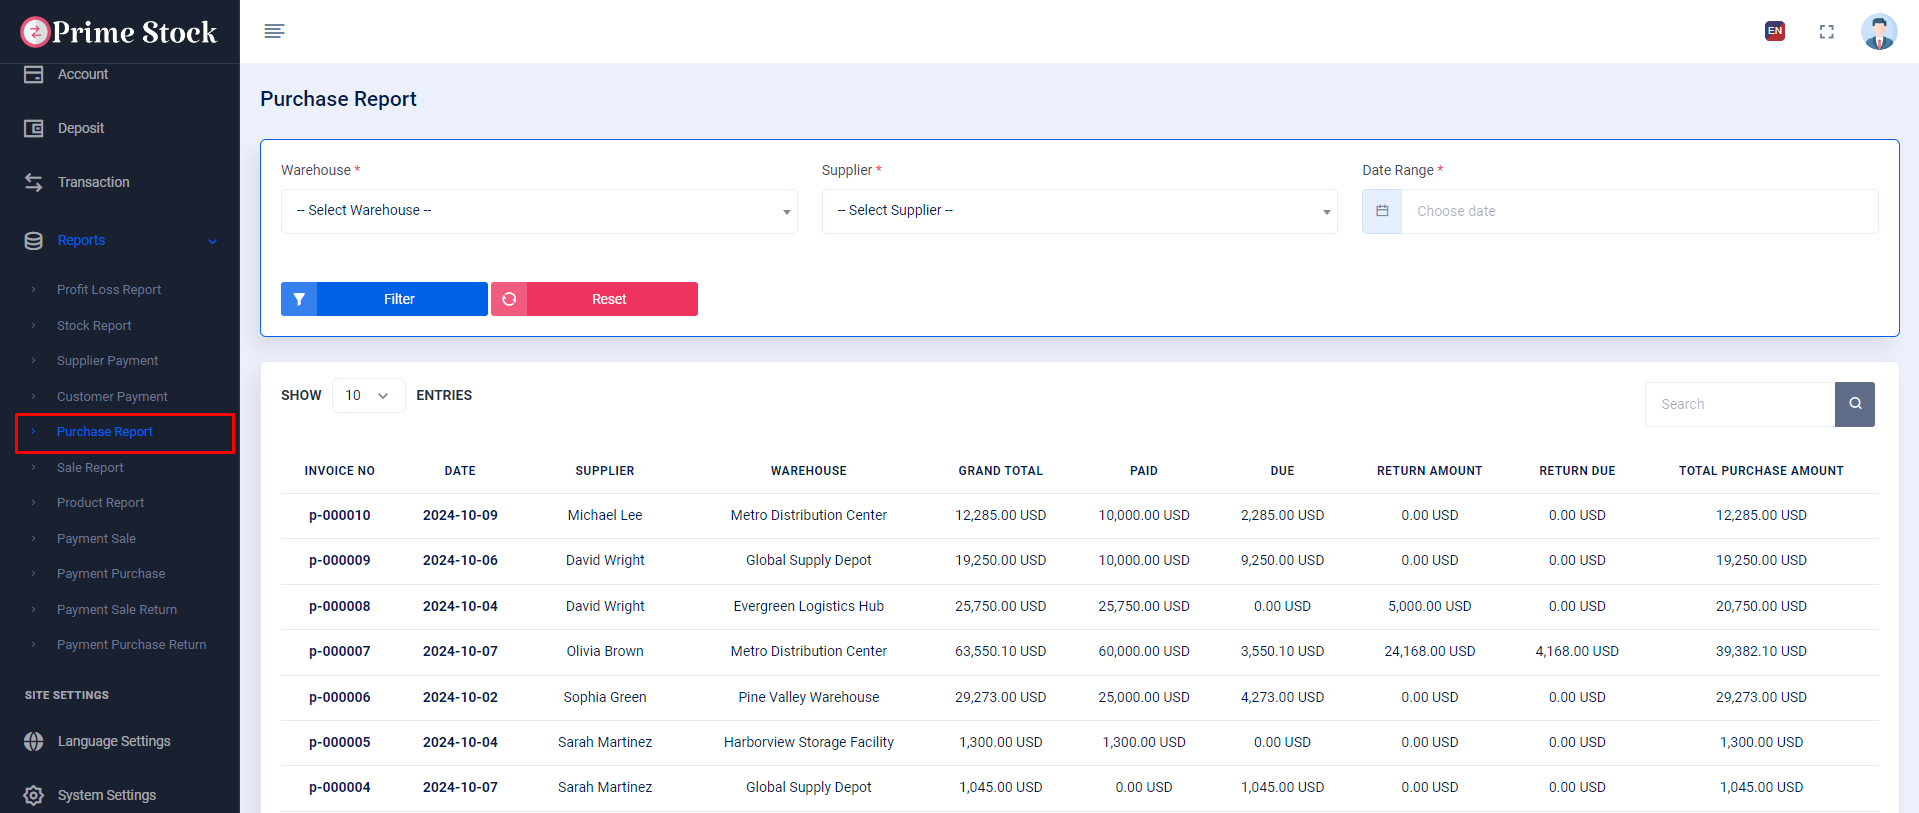 Prime Stock
EN
Account
Deposit
Transaction
Reports
Profit Loss Report
Stock Report
Supplier Payment
Customer Payment
Purchase Report
Sale Report
Product Report
Payment Sale
Payment Purchase
Payment Sale Return
Payment Purchase Return
SITE SETTINGS
Language Settings
System Settings
Purchase Report
Warehouse * Supplier * Date Range *
-- Select Warehouse -- -- Select Supplier -- Choose date
Filter Reset
SHOW 10 ENTRIES Search
INVOICE NO DATE SUPPLIER WAREHOUSE GRAND TOTAL PAID DUE RETURN AMOUNT RETURN DUE TOTAL PURCHASE AMOUNT
p-000010 2024-10-09 Michael Lee Metro Distribution Center 12,285.00 USD 10,000.00 USD 2,285.00 USD 0.00 USD 0.00 USD 12,285.00 USD
p-000009 2024-10-06 David Wright Global Supply Depot 19,250.00 USD 10,000.00 USD 9,250.00 USD 0.00 USD 0.00 USD 19,250.00 USD
p-000008 2024-10-04 David Wright Evergreen Logistics Hub 25,750.00 USD 25,750.00 USD 0.00 USD 5,000.00 USD 0.00 USD 20,750.00 USD
p-000007 2024-10-07 Olivia Brown Metro Distribution Center 63,550.10 USD 60,000.00 USD 3,550.10 USD 24,168.00 USD 4,168.00 USD 39,382.10 USD
p-000006 2024-10-02 Sophia Green Pine Valley Warehouse 29,273.00 USD 25,000.00 USD 4,273.00 USD 0.00 USD 0.00 USD 29,273.00 USD
p-000005 2024-10-04 Sarah Martinez Harborview Storage Facility 1,300.00 USD 1,300.00 USD 0.00 USD 0.00 USD 0.00 USD 1,300.00 USD
p-000004 2024-10-07 Sarah Martinez Global Supply Depot 1,045.00 USD 0.00 USD 1,045.00 USD 0.00 USD 0.00 USD 1,045.00 USD